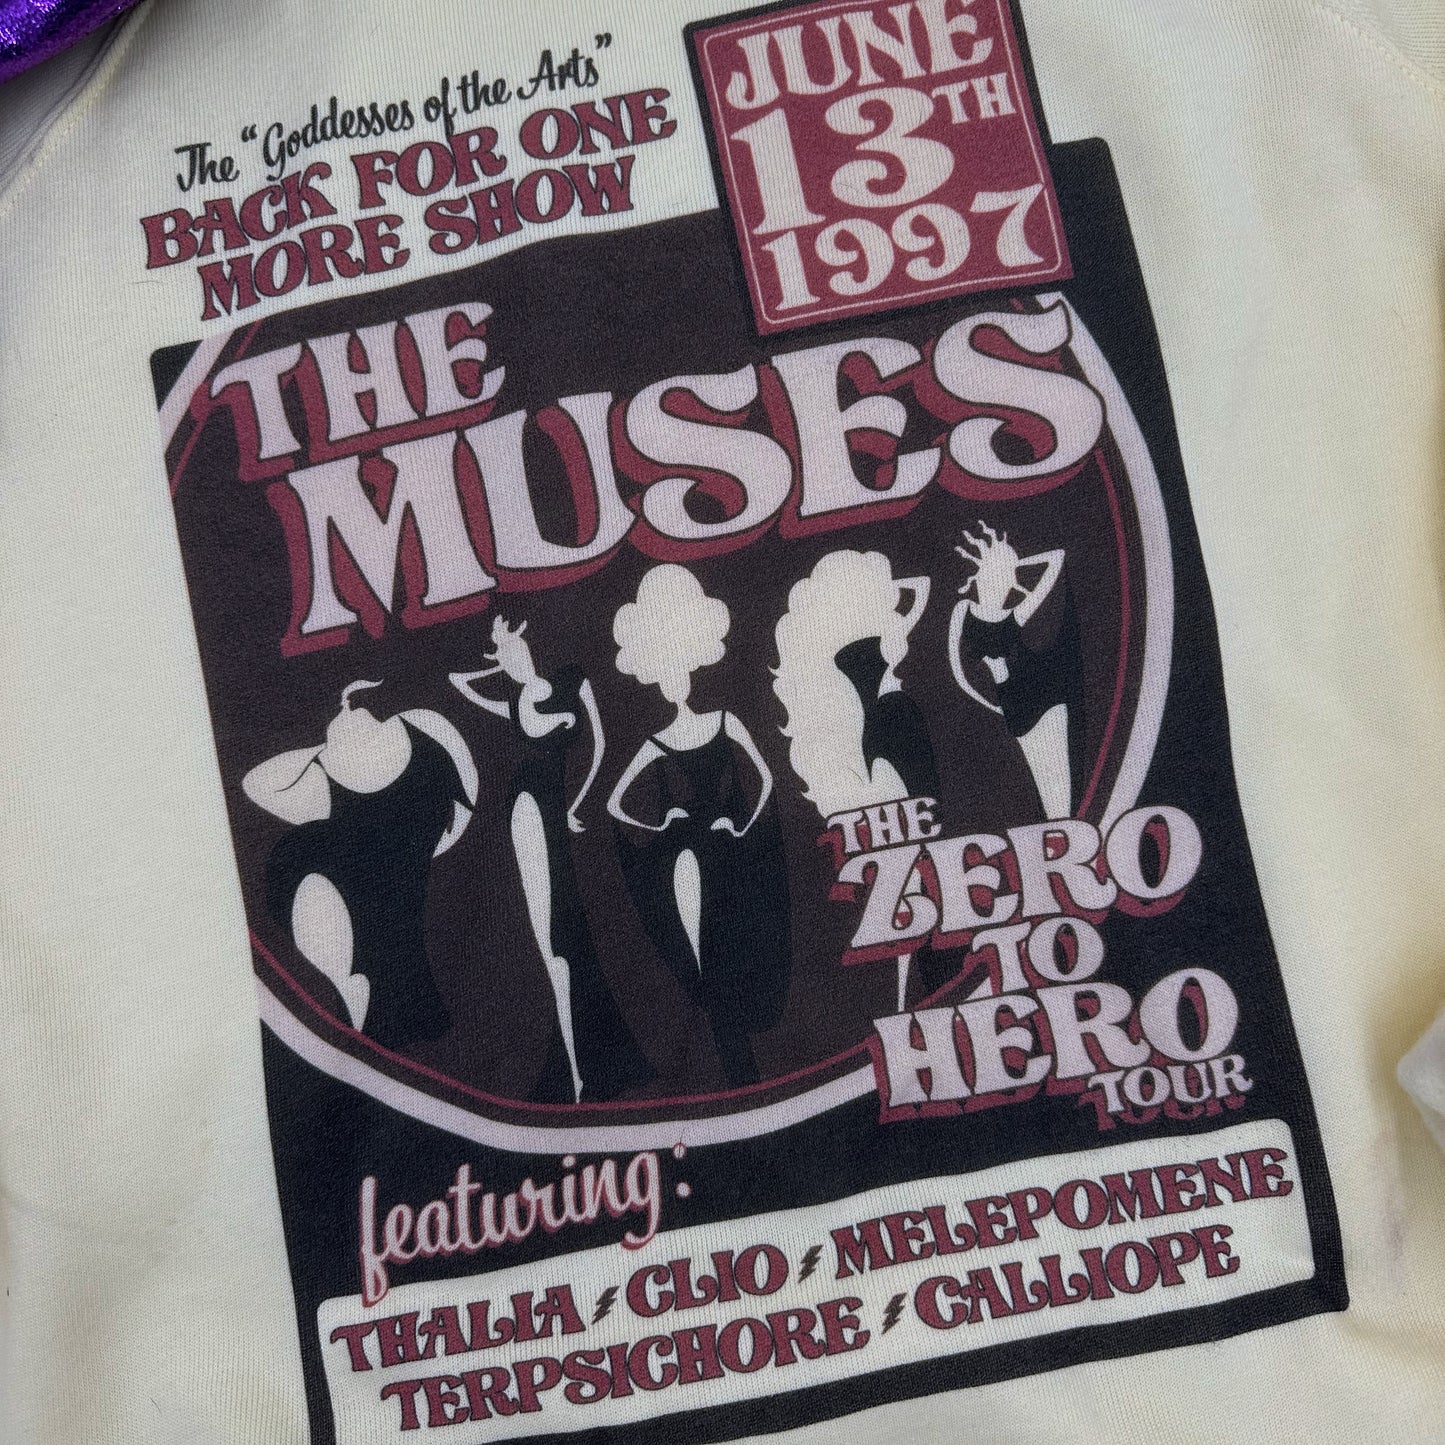 The "Goddesses of the Arts"
BACK FOR ONE
MORE SHOW
JUNE
13TH
1997
THE
MUSES
THE
ZERO
TO
HERO
TOUR
featuring:
THALIA CLIO MELEPOMENE
TERPSICHORE CALLIOPE